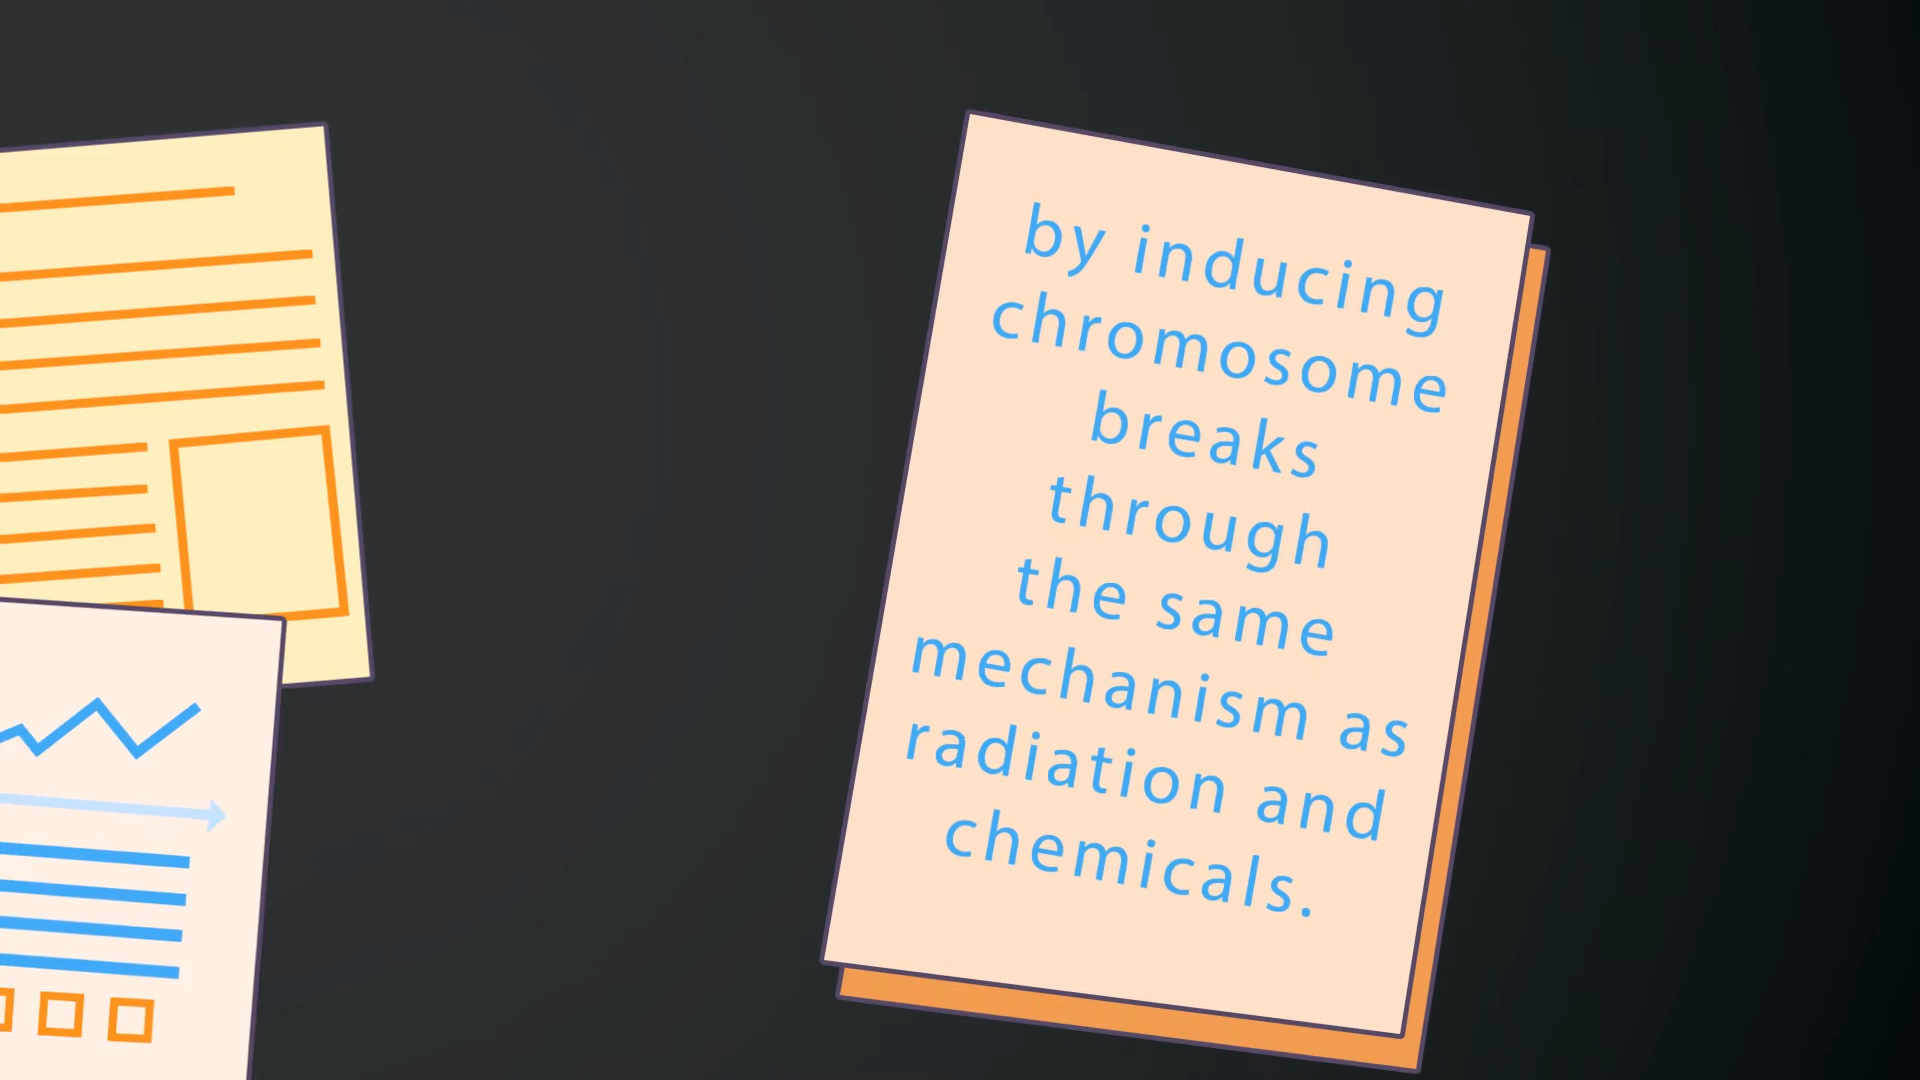 by inducing
chromosome
breaks
through
the same
mechanism as
radiation and
chemicals.